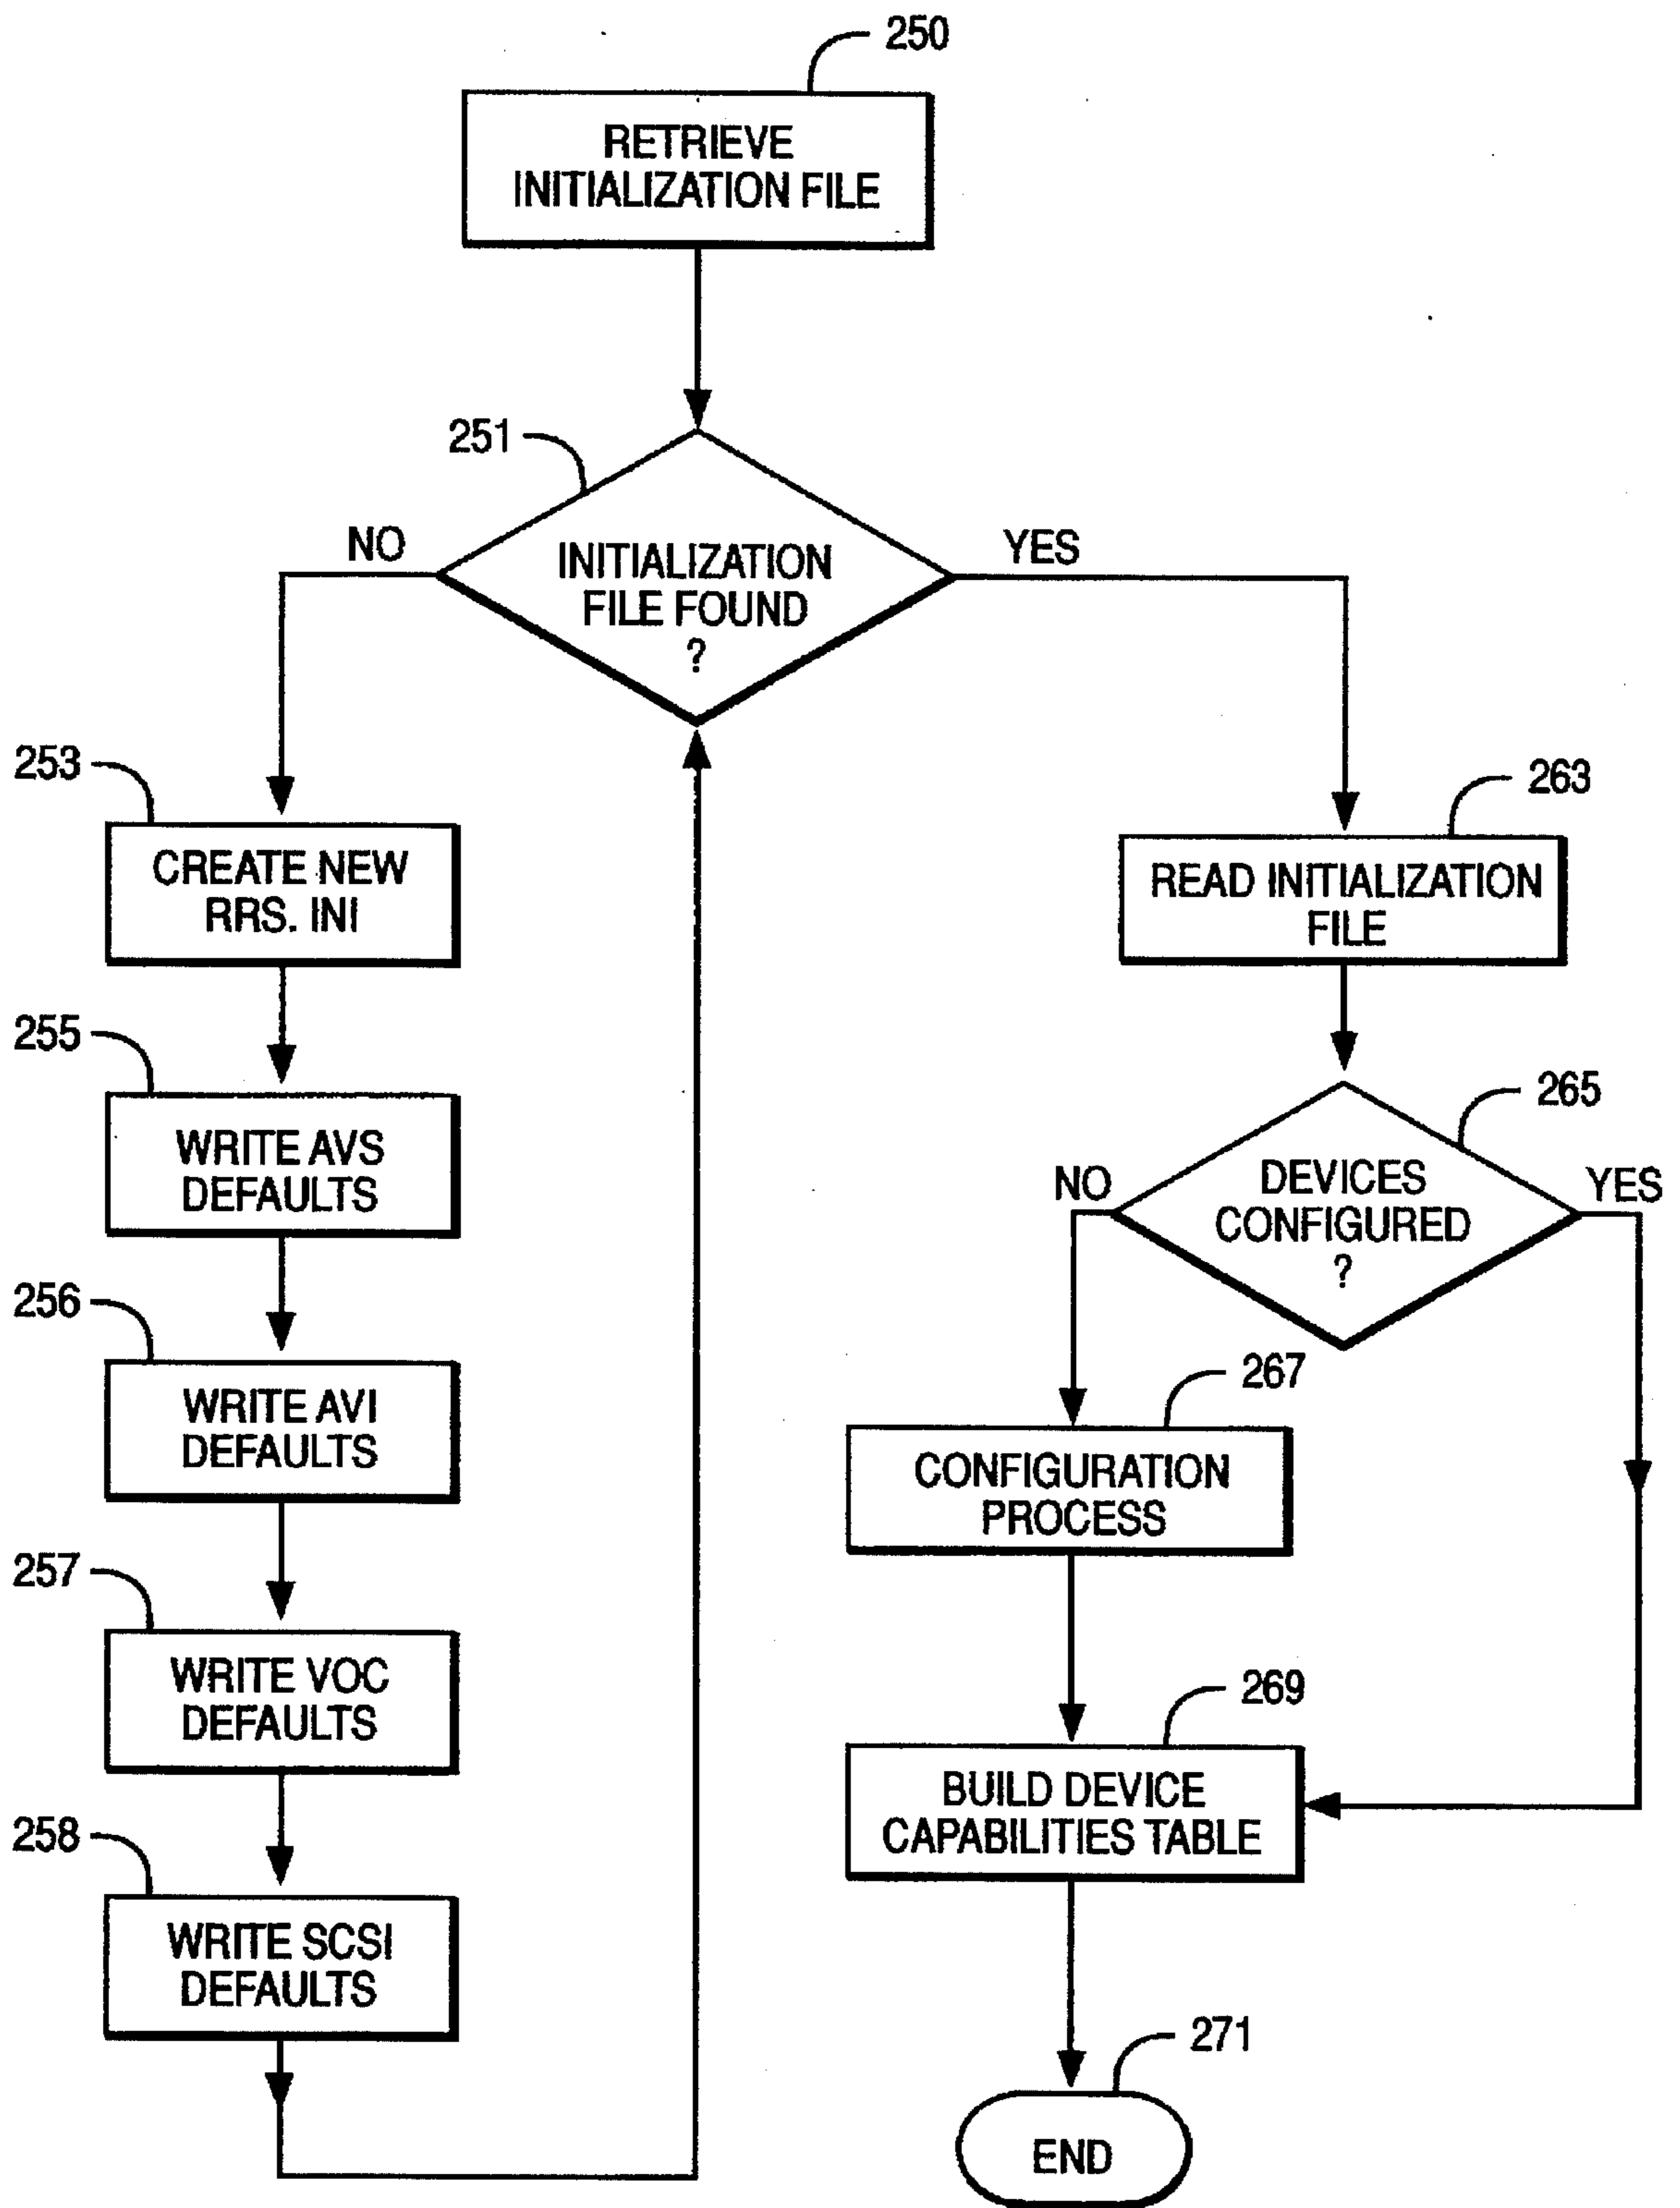 250
RETRIEVE
INITIALIZATION FILE
251
NO
INITIALIZATION
FILE FOUND
?
YES
253
CREATE NEW
RRS. INI
255
WRITE AVS
DEFAULTS
256
WRITE AVI
DEFAULTS
257
WRITE VOC
DEFAULTS
258
WRITE SCSI
DEFAULTS
263
READ INITIALIZATION
FILE
265
NO
DEVICES
CONFIGURED
?
YES
267
CONFIGURATION
PROCESS
269
BUILD DEVICE
CAPABILITIES TABLE
271
END